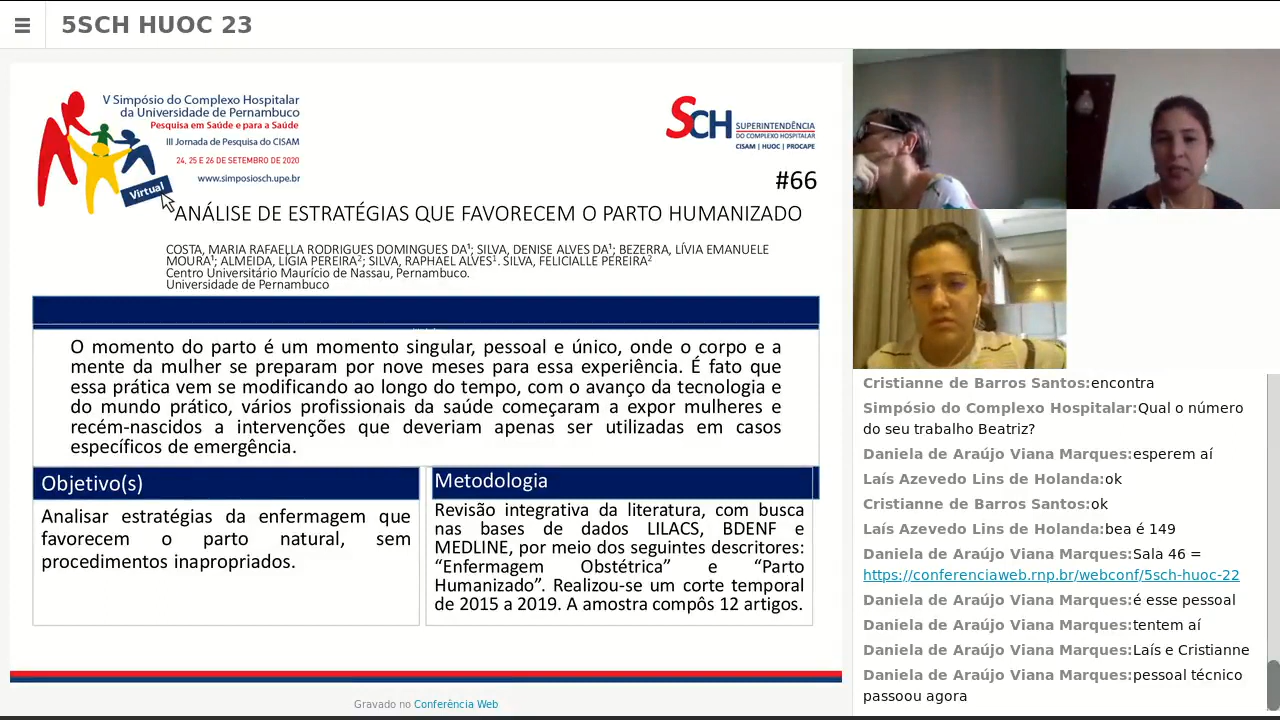 5SCH HUOC 23
V Simpósio do Complexo Hospitalar
da Universidade de Pernambuco
Pesquisa em Saúde e para a Saúde
III Jornada de Pesquisa do CISAM
24, 25 E 26 DE SETEMBRO DE 2020
www.simposiosch.upe.br
Virtual
SCH SUPERINTENDÊNCIA
DO COMPLEXO HOSPITALAR
CISAM | HUOC | PROCAPE
#66
ANÁLISE DE ESTRATÉGIAS QUE FAVORECEM O PARTO HUMANIZADO
COSTA, MARIA RAFAELLA RODRIGUES DOMINGUES DA¹; SILVA, DENISE ALVES DA¹; BEZERRA, LÍVIA EMANUELE
MOURA¹; ALMEIDA, LIGIA PEREIRA²; SILVA, RAPHAEL ALVES¹. SILVA, FELICIALLE PEREIRA²
Centro Universitário Maurício de Nassau, Pernambuco.
Universidade de Pernambuco
O momento do parto é um momento singular, pessoal e único, onde o corpo e a
mente da mulher se preparam por nove meses para essa experiência. É fato que
essa prática vem se modificando ao longo do tempo, com o avanço da tecnologia e
do mundo prático, vários profissionais da saúde começaram a expor mulheres e
recém-nascidos a intervenções que deveriam apenas ser utilizadas em casos
específicos de emergência.
Objetivo(s)
Analisar estratégias da enfermagem que
favorecem o parto natural, sem
procedimentos inapropriados.
Metodologia
Revisão integrativa da literatura, com busca
nas bases de dados LILACS, BDENF e
MEDLINE, por meio dos seguintes descritores:
“Enfermagem Obstétrica” e “Parto
Humanizado”. Realizou-se um corte temporal
de 2015 a 2019. A amostra compôs 12 artigos.
Gravado no Conferência Web
Cristianne de Barros Santos:encontra
Simpósio do Complexo Hospitalar:Qual o número
do seu trabalho Beatriz?
Daniela de Araújo Viana Marques:esperem aí
Laís Azevedo Lins de Holanda:ok
Cristianne de Barros Santos:ok
Laís Azevedo Lins de Holanda:bea é 149
Daniela de Araújo Viana Marques:Sala 46 =
https://conferenciaweb.rnp.br/webconf/5sch-huoc-22
Daniela de Araújo Viana Marques:é esse pessoal
Daniela de Araújo Viana Marques:tentem aí
Daniela de Araújo Viana Marques:Laís e Cristianne
Daniela de Araújo Viana Marques:pessoal técnico
passoou agora